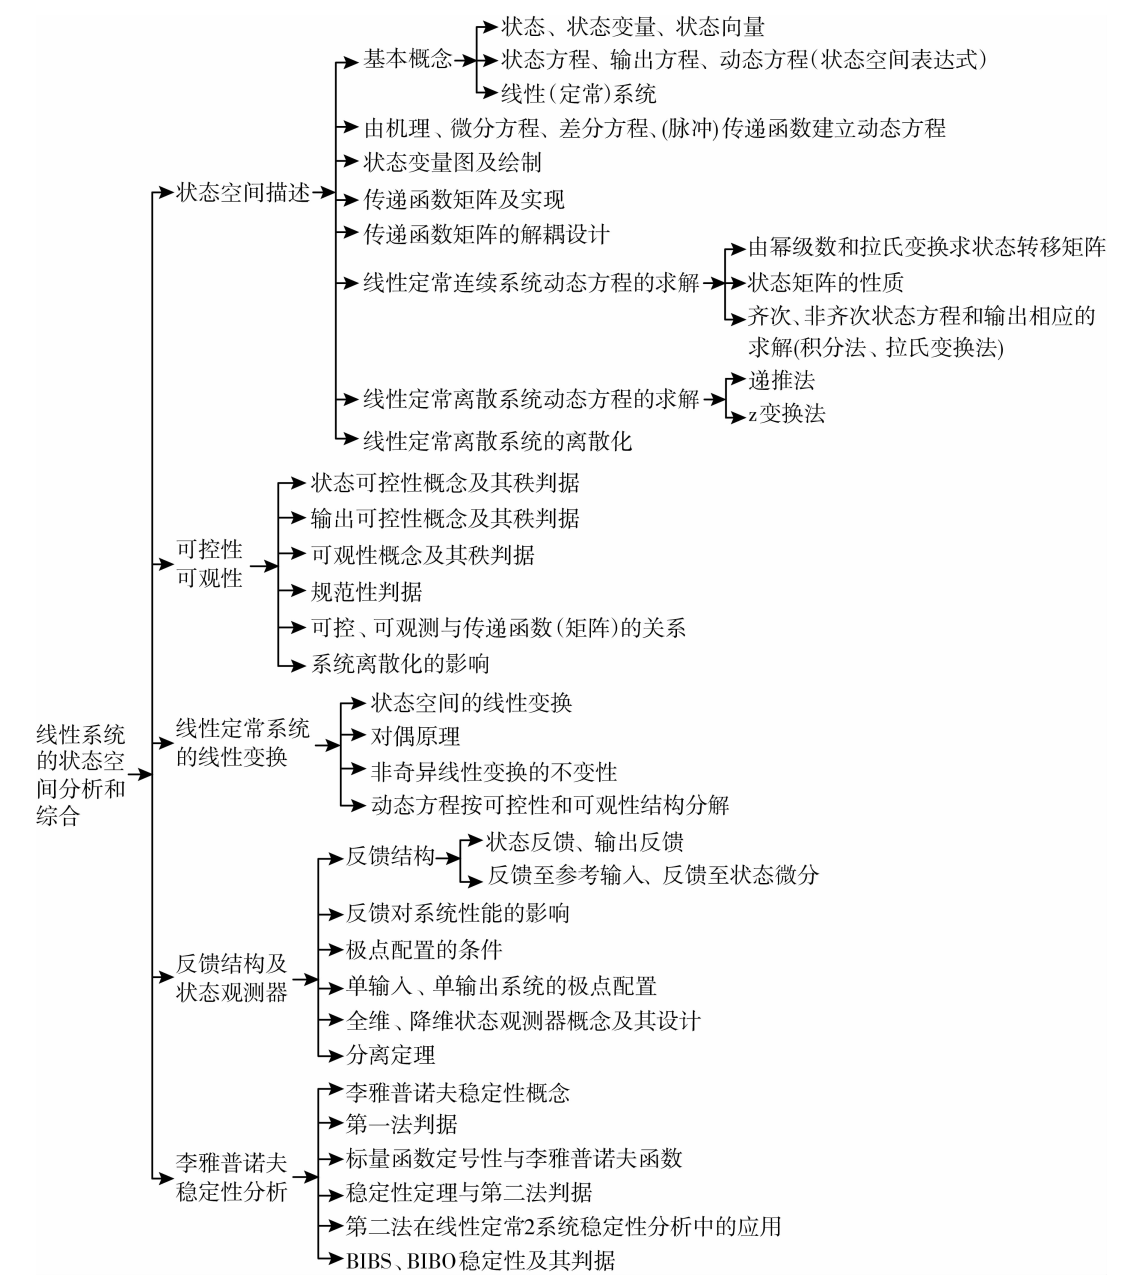 线性系统
的状态空
间分析和
综合
状态空间描述
基本概念
状态、状态变量、状态向量
状态方程、输出方程、动态方程(状态空间表达式)
线性(定常)系统
由机理、微分方程、差分方程、(脉冲)传递函数建立动态方程
状态变量图及绘制
传递函数矩阵及实现
传递函数矩阵的解耦设计
线性定常连续系统动态方程的求解
由幂级数和拉氏变换求状态转移矩阵
状态矩阵的性质
齐次、非齐次状态方程和输出相应的
求解(积分法、拉氏变换法)
线性定常离散系统动态方程的求解
递推法
z变换法
线性定常离散系统的离散化
可控性
可观性
状态可控性概念及其秩判据
输出可控性概念及其秩判据
可观性概念及其秩判据
规范性判据
可控、可观测与传递函数(矩阵)的关系
系统离散化的影响
线性定常系统
的线性变换
状态空间的线性变换
对偶原理
非奇异线性变换的不变性
动态方程按可控性和可观性结构分解
反馈结构及
状态观测器
反馈结构
状态反馈、输出反馈
反馈至参考输入、反馈至状态微分
反馈对系统性能的影响
极点配置的条件
单输入、单输出系统的极点配置
全维、降维状态观测器概念及其设计
分离定理
李雅普诺夫
稳定性分析
李雅普诺夫稳定性概念
第一法判据
标量函数定号性与李雅普诺夫函数
稳定性定理与第二法判据
第二法在线性定常2系统稳定性分析中的应用
BIBS、BIBO稳定性及其判据